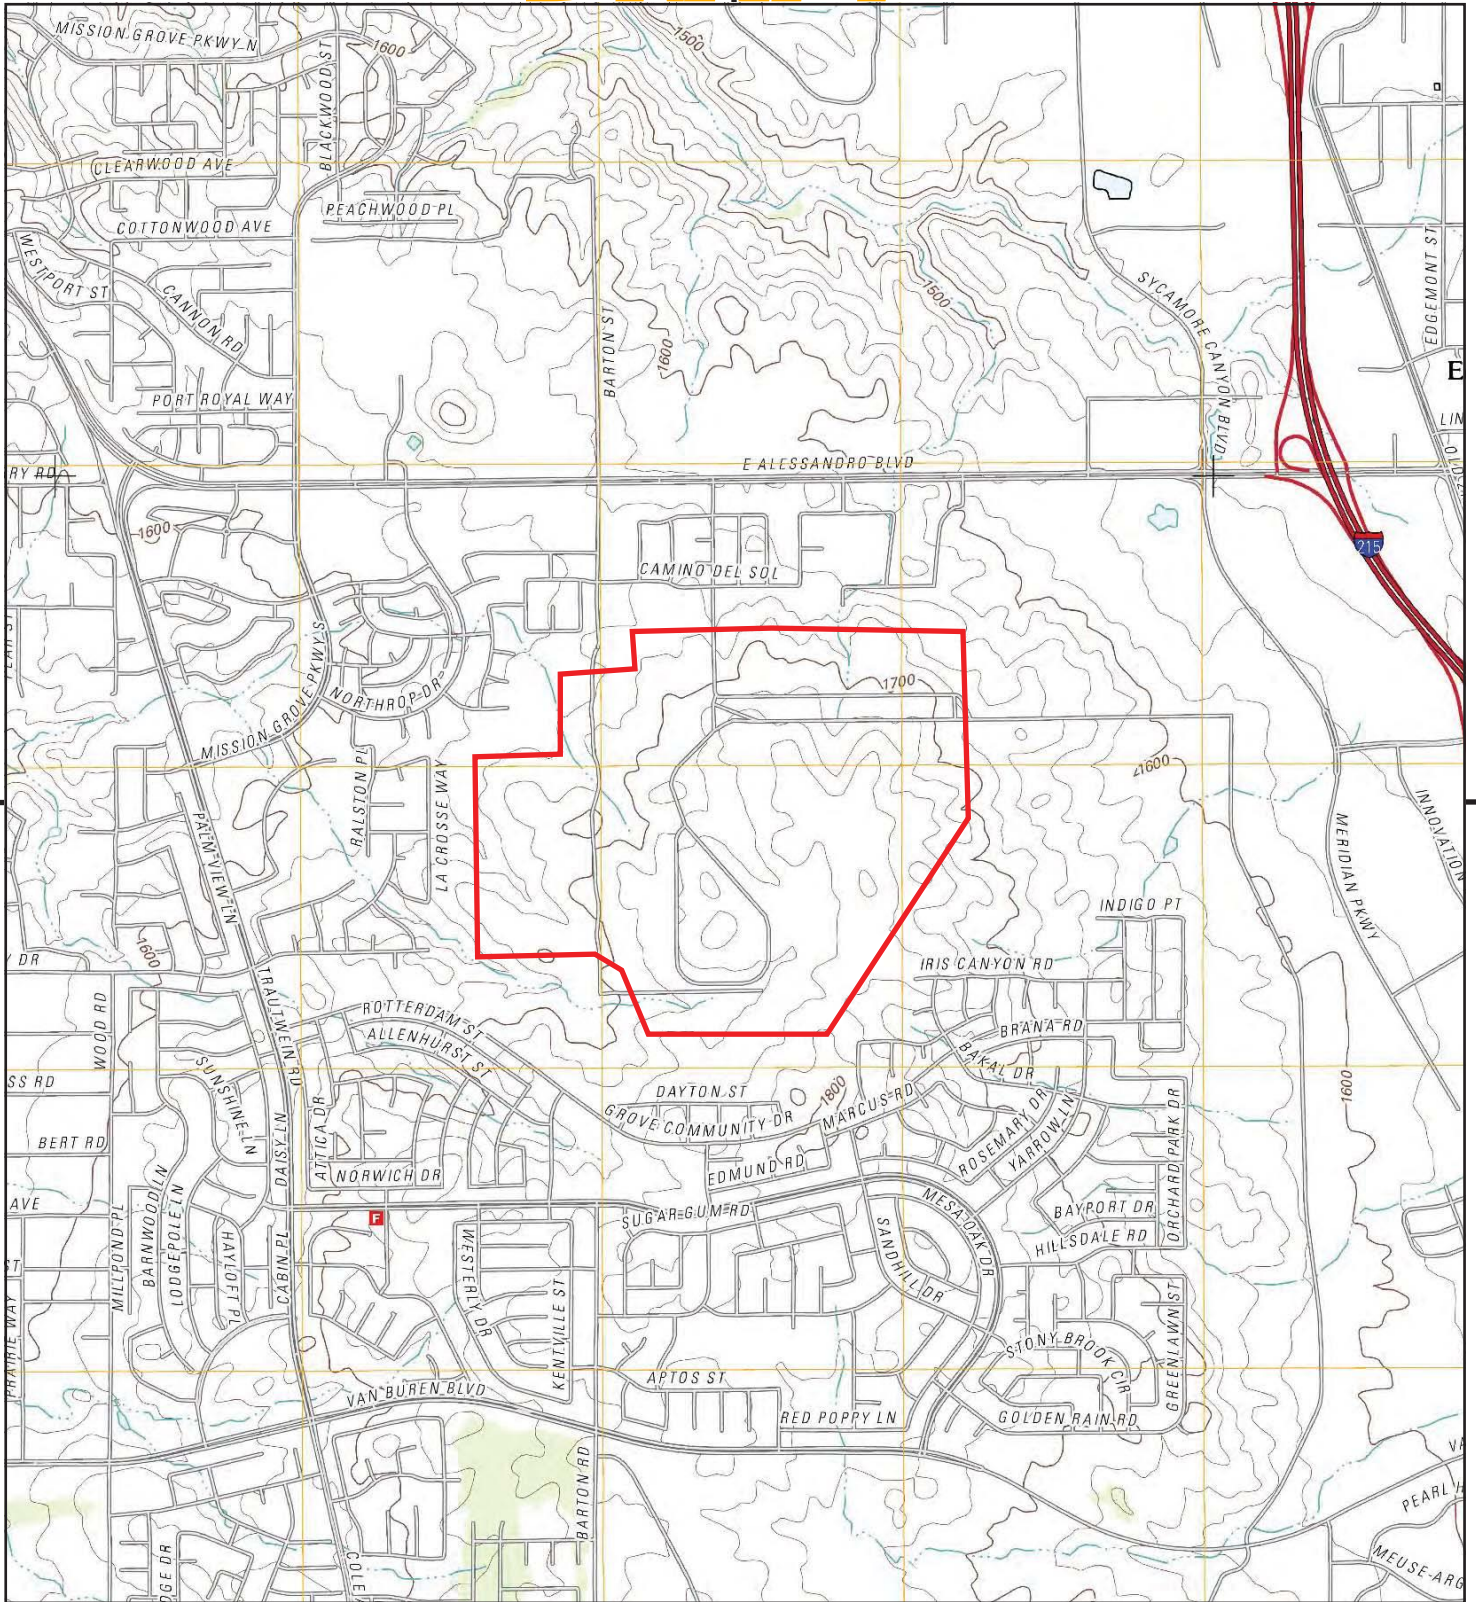 MISSION GROVE PKWY N
1600
1500
BLACKWOOD ST
CLEARWOOD AVE
PEACHWOOD PL
COTTONWOOD AVE
WESTPORT ST
CANNON RD
EDGEMONT ST
SYCAMORE CANYON BLVD
1500
BARTON ST
1600
E
PORT ROYAL WAY
LIN
E ALESSANDRO BLVD
RY RD
OLD
1600
215
CAMINO DEL SOL
MISSION GROVE PKWY S
NORTHROP DR
1700
RALSTON PL
LA CROSSE WAY
1600
PALM VIEW LN
MERIDIAN PKWY
INNOVATION
INDIGO PT
1600
DR
IRIS CANYON RD
TRAUTWEIN RD
WOOD RD
ROTTERDAM ST
ALLENHURST ST
BRANA RD
BAKAL DR
SS RD
SUNSHINE LN
DAYTON ST
1800
MARCUS RD
GROVE COMMUNITY DR
1600
ATTICA DR
DAISY LN
ROSEMARY DR
YARROW LN
ORCHARD PARK DR
BERT RD
NORWICH DR
EDMUND RD
AVE
F
SUGAR GUM RD
MESA OAK DR
BAYPORT DR
HILLSDALE RD
MILLPOND PL
BARNWOOD LN
LODGEPOLE LN
HAYLOFT PL
CABIN PL
WESTERLY DR
KENTVILLE ST
SANDHILL DR
ST
PRAIRIE WAY
STONY BROOK CIR
GREENLAWN ST
APTOS ST
VAN BUREN BLVD
RED POPPY LN
GOLDEN RAIN RD
BARTON RD
PEARL H
MEUSE-ARG
DGE DR
COLE